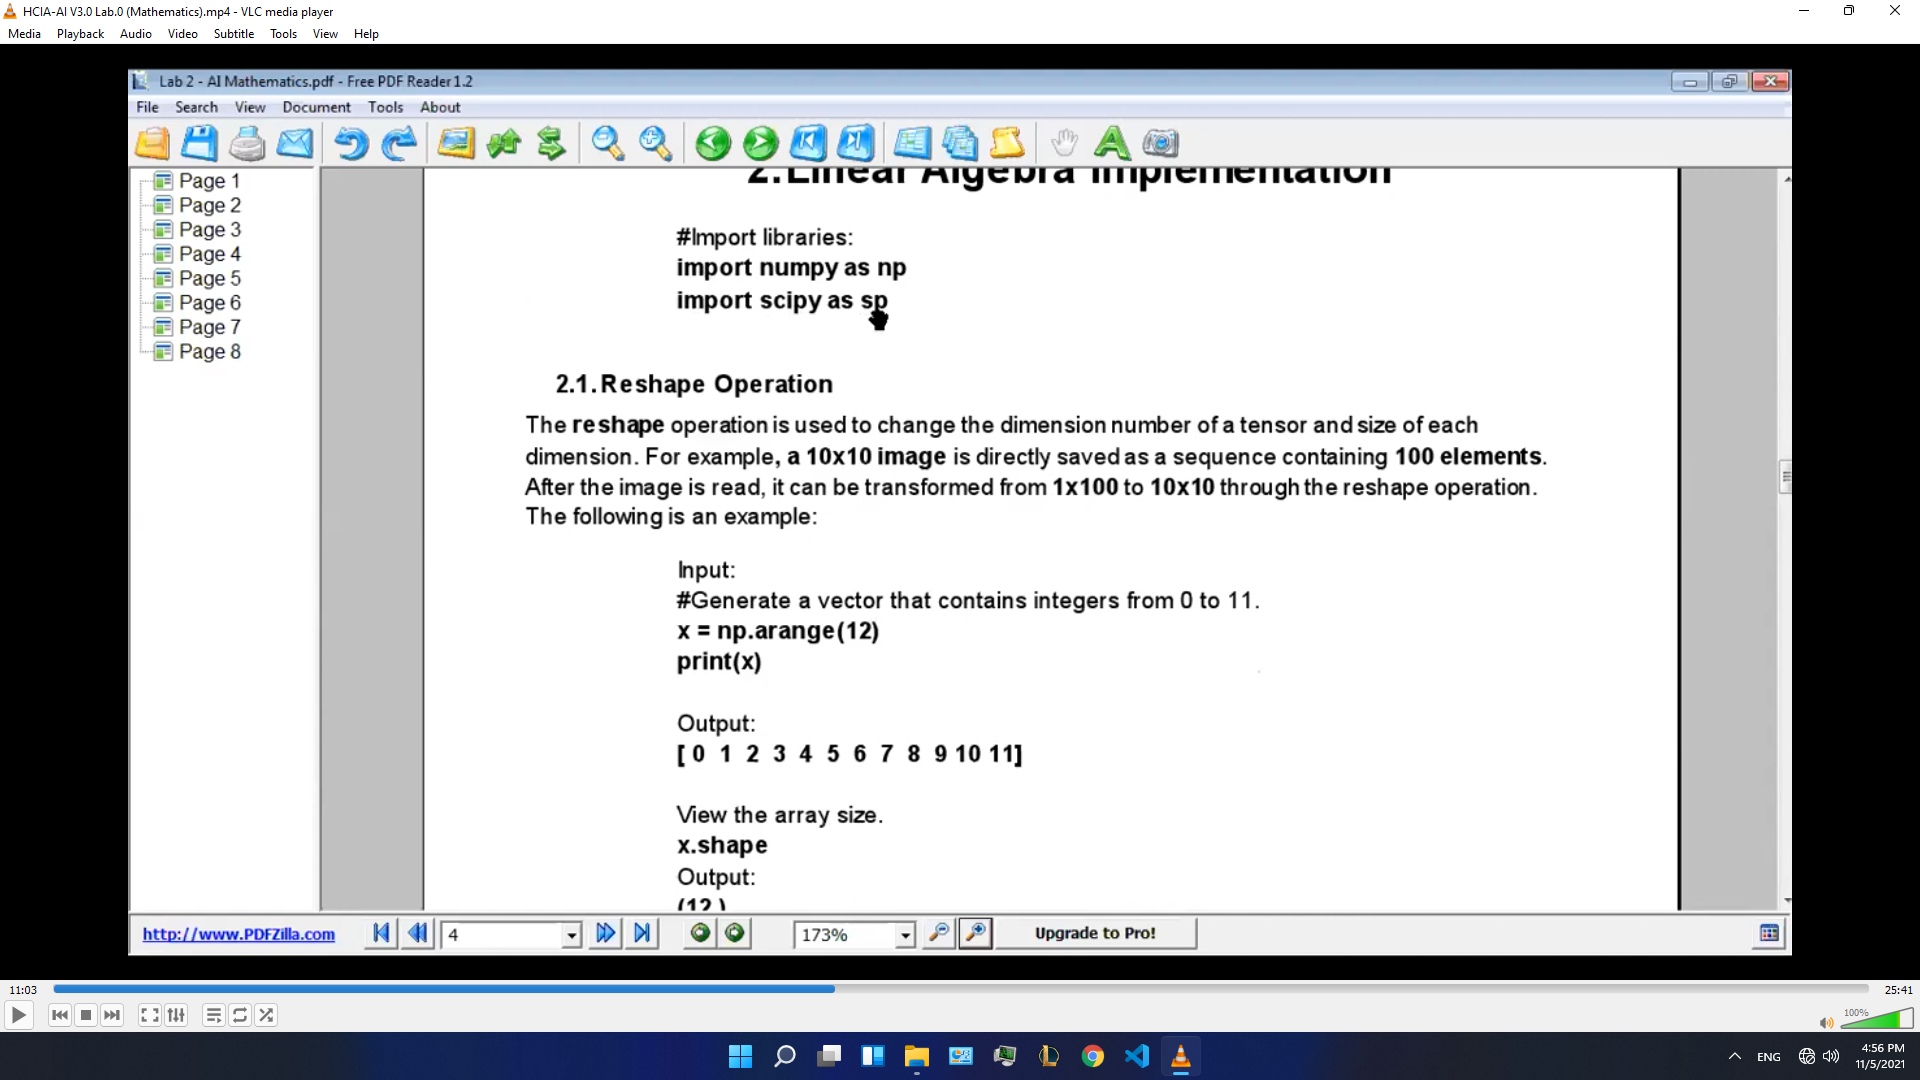 HCIA-AI V3.0 Lab.0 (Mathematics).mp4 - VLC media player
Media Playback Audio Video Subtitle Tools View Help
Lab 2 - AI Mathematics.pdf - Free PDF Reader 1.2
File Search View Document Tools About
Page 1
Page 2
Page 3
Page 4
Page 5
Page 6
Page 7
Page 8
2.Linear Algebra Implementation
#Import libraries:
import numpy as np
import scipy as sp
2.1.Reshape Operation
The reshape operation is used to change the dimension number of a tensor and size of each
dimension. For example, a 10x10 image is directly saved as a sequence containing 100 elements.
After the image is read, it can be transformed from 1x100 to 10x10 through the reshape operation.
The following is an example:
Input:
#Generate a vector that contains integers from 0 to 11.
x = np.arange(12)
print(x)
Output:
[ 0 1 2 3 4 5 6 7 8 9 10 11]
View the array size.
x.shape
Output:
(12,)
http://www.PDFZilla.com 4 173% Upgrade to Pro!
11:03 25:41
100%
ENG 4:56 PM
11/5/2021